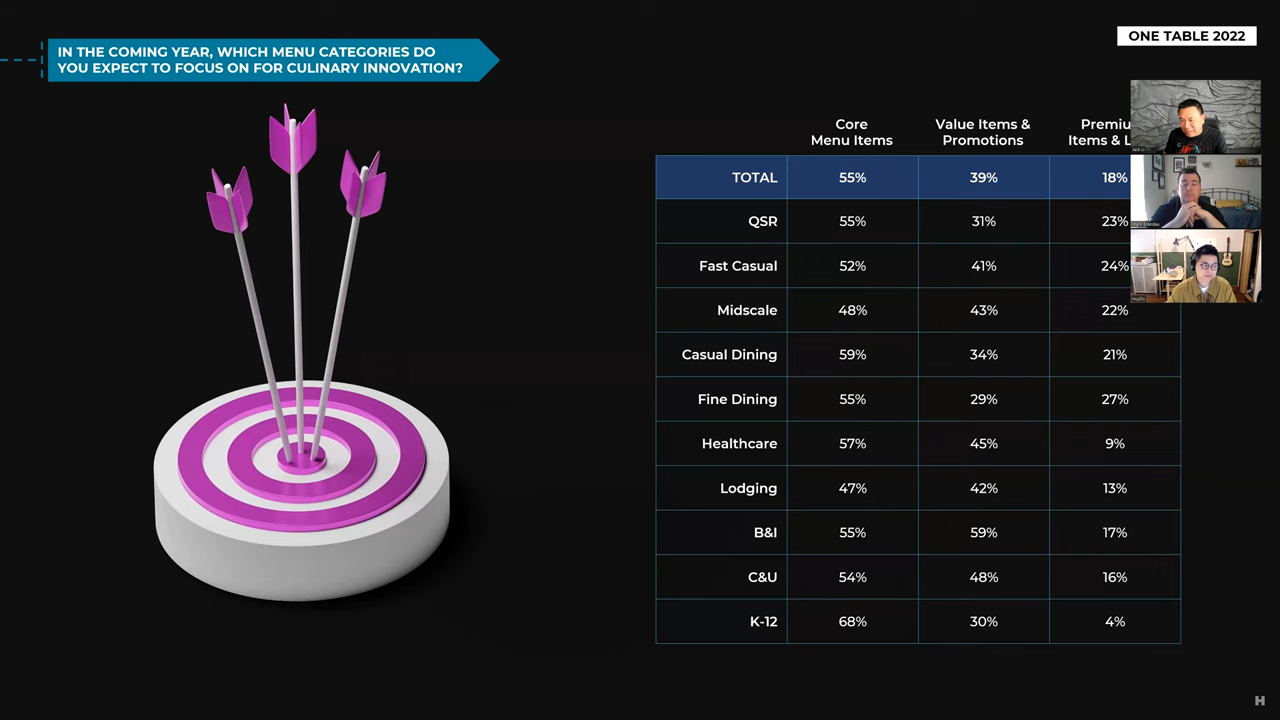 IN THE COMING YEAR, WHICH MENU CATEGORIES DO
YOU EXPECT TO FOCUS ON FOR CULINARY INNOVATION?
ONE TABLE 2022
Core
Menu Items
Value Items &
Promotions
Items &
TOTAL 55% 39% 18%
QSR 55% 31% 23%
Fast Casual 52% 41% 24%
Midscale 48% 43% 22%
Casual Dining 59% 34% 21%
Fine Dining 55% 29% 27%
Healthcare 57% 45% 9%
Lodging 47% 42% 13%
B&I 55% 59% 17%
C&U 54% 48% 16%
K-12 68% 30% 4%
H